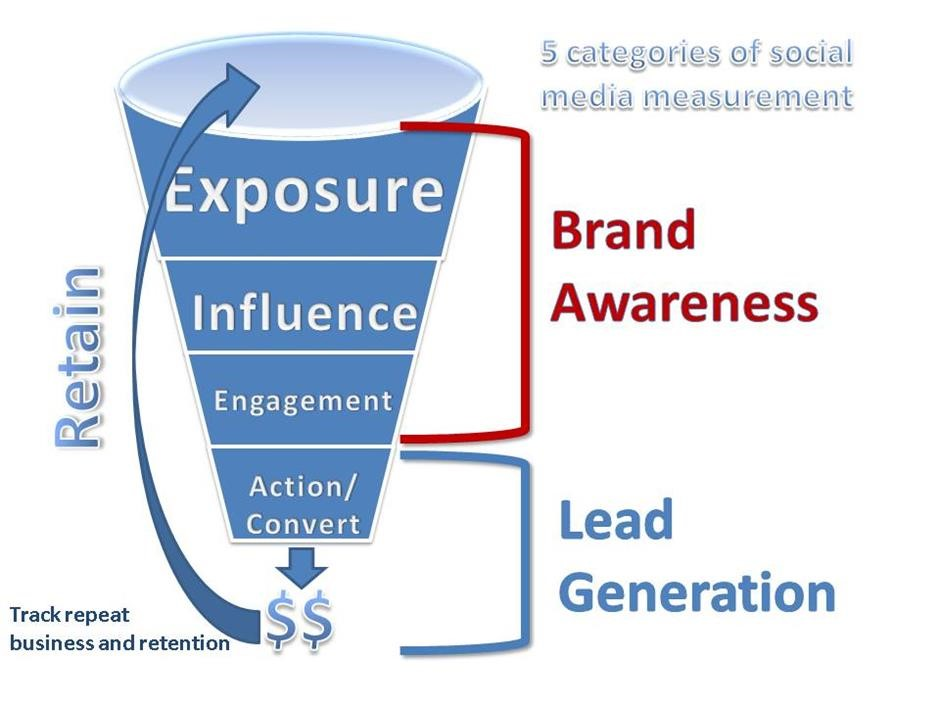 5 categories of social
media measurement
Exposure
Influence
Engagement
Action/
Convert
$$
Retain
Track repeat
business and retention
Brand
Awareness
Lead
Generation